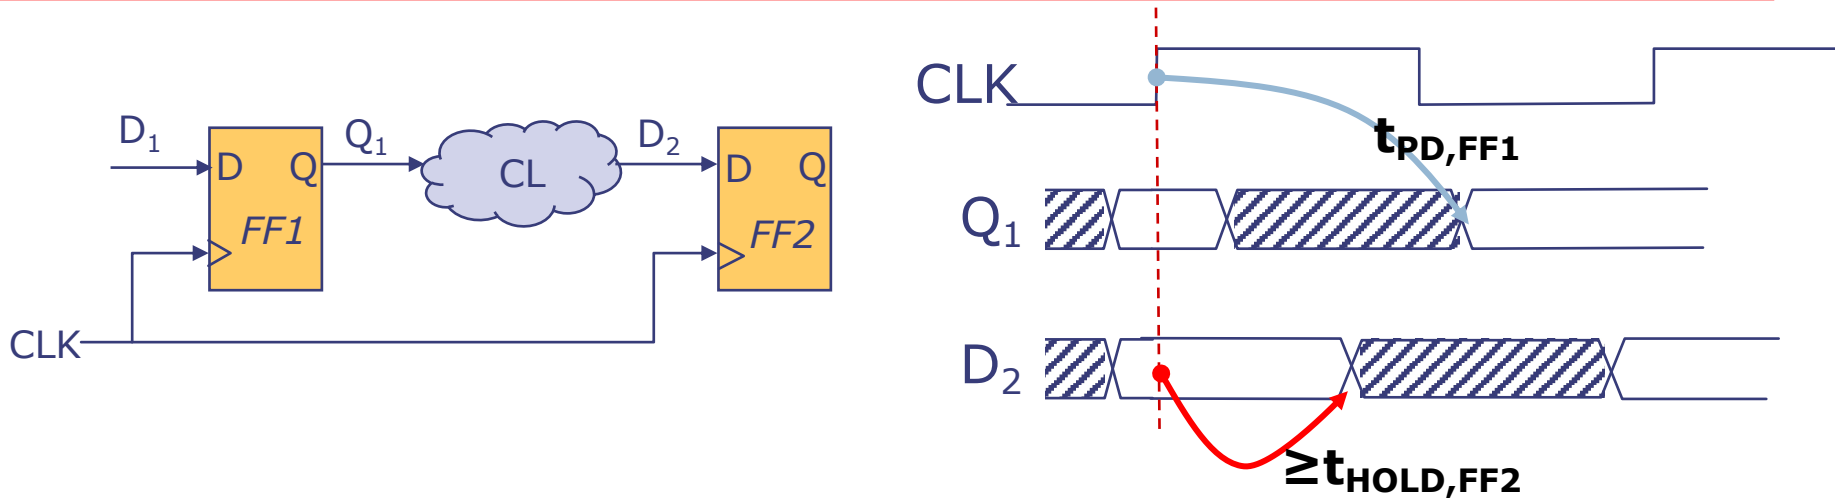 D₁
D Q
FF1
Q₁
CL
D₂
D Q
FF2
CLK
CLK
tPD,FF1
Q₁
D₂
≥tHOLD,FF2